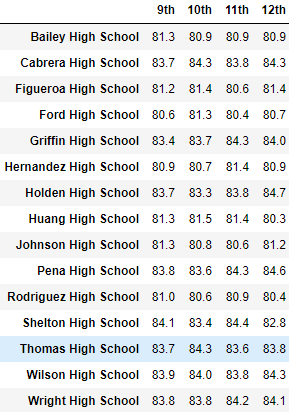 9th 10th 11th 12th
Bailey High School 81.3 80.9 80.9 80.9
Cabrera High School 83.7 84.3 83.8 84.3
Figueroa High School 81.2 81.4 80.6 81.4
Ford High School 80.6 81.3 80.4 80.7
Griffin High School 83.4 83.7 84.3 84.0
Hernandez High School 80.9 80.7 81.4 80.9
Holden High School 83.7 83.3 83.8 84.7
Huang High School 81.3 81.5 81.4 80.3
Johnson High School 81.3 80.8 80.6 81.2
Pena High School 83.8 83.6 84.3 84.6
Rodriguez High School 81.0 80.6 80.9 80.4
Shelton High School 84.1 83.4 84.4 82.8
Thomas High School 83.7 84.3 83.6 83.8
Wilson High School 83.9 84.0 83.8 84.3
Wright High School 83.8 83.8 84.2 84.1